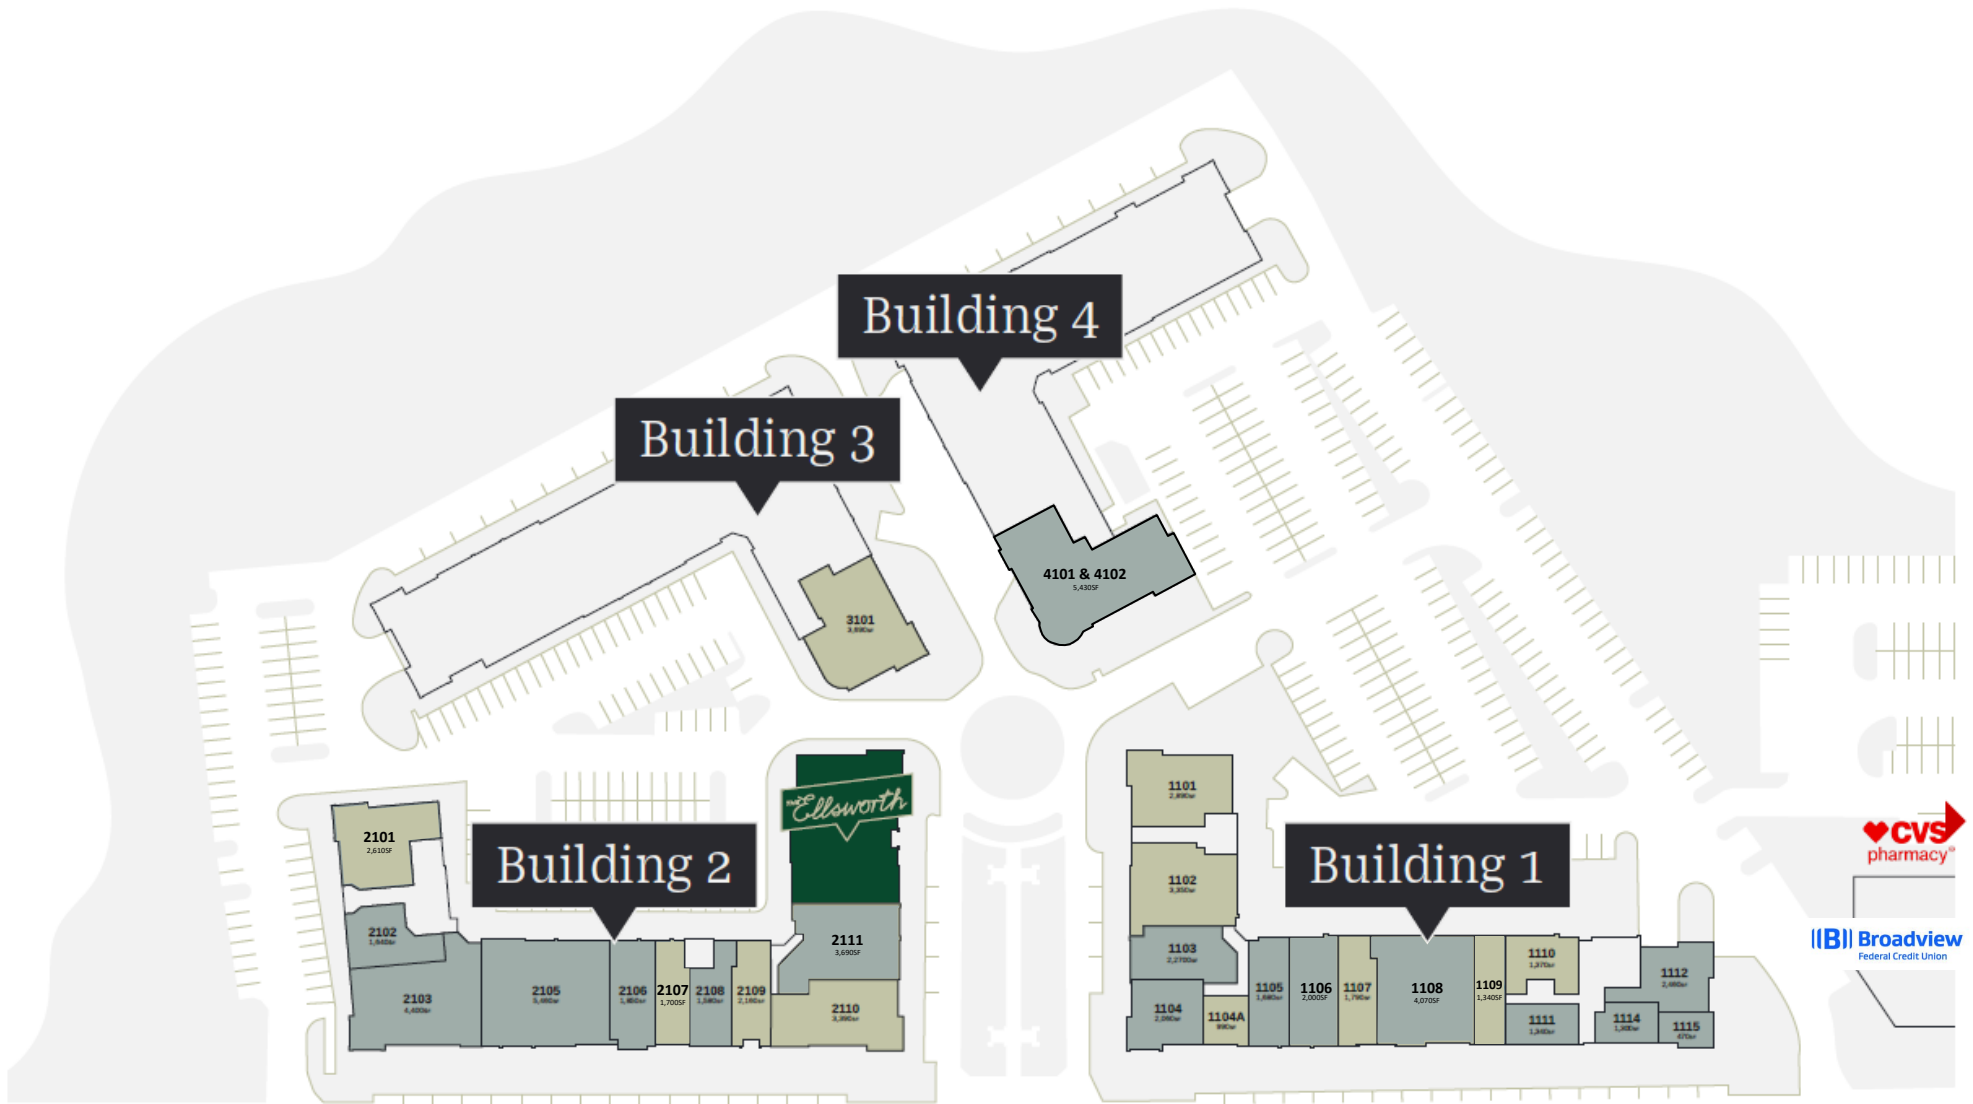 Building 4
Building 3
4101 & 4102
5,430SF
3101
Ellsworth
1101
CVS
pharmacy
2101
2,610SF
Building 2
Building 1
1102
2102
2111
3,690SF
1103
Broadview
Federal Credit Union
1110
1112
2105
2106
2107
1,700SF
2108
2109
1105
1106
2,000SF
1107
1108
4,070SF
1109
1,340SF
2103
2110
1104
1104A
1111
1114
1115